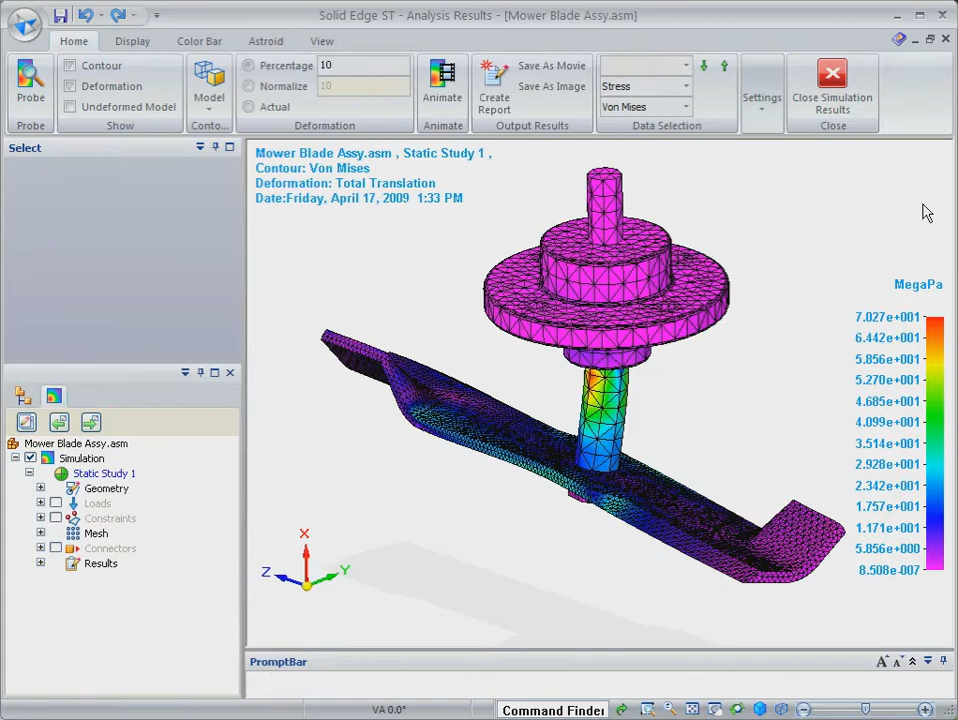 Solid Edge ST - Analysis Results - [Mower Blade Assy.asm]
Home Display Color Bar Astroid View
Probe
Contour
Deformation
Undeformed Model
Model
Percentage 10
Normalize 10
Actual
Animate
Create Report
Save As Movie
Save As Image
Stress
Von Mises
Settings
Close Simulation Results
Probe Show Conto... Deformation Animate Output Results Data Selection Close
Select
Mower Blade Assy.asm , Static Study 1 ,
Contour: Von Mises
Deformation: Total Translation
Date:Friday, April 17, 2009 1:33 PM
MegaPa
7.027e+001
6.442e+001
5.856e+001
5.270e+001
4.685e+001
4.099e+001
3.514e+001
2.928e+001
2.342e+001
1.757e+001
1.171e+001
5.856e+000
8.508e-007
Mower Blade Assy.asm
Simulation
Static Study 1
Geometry
Loads
Constraints
Mesh
Connectors
Results
X
Z
Y
PromptBar
A A
VA 0.0°
Command Finder